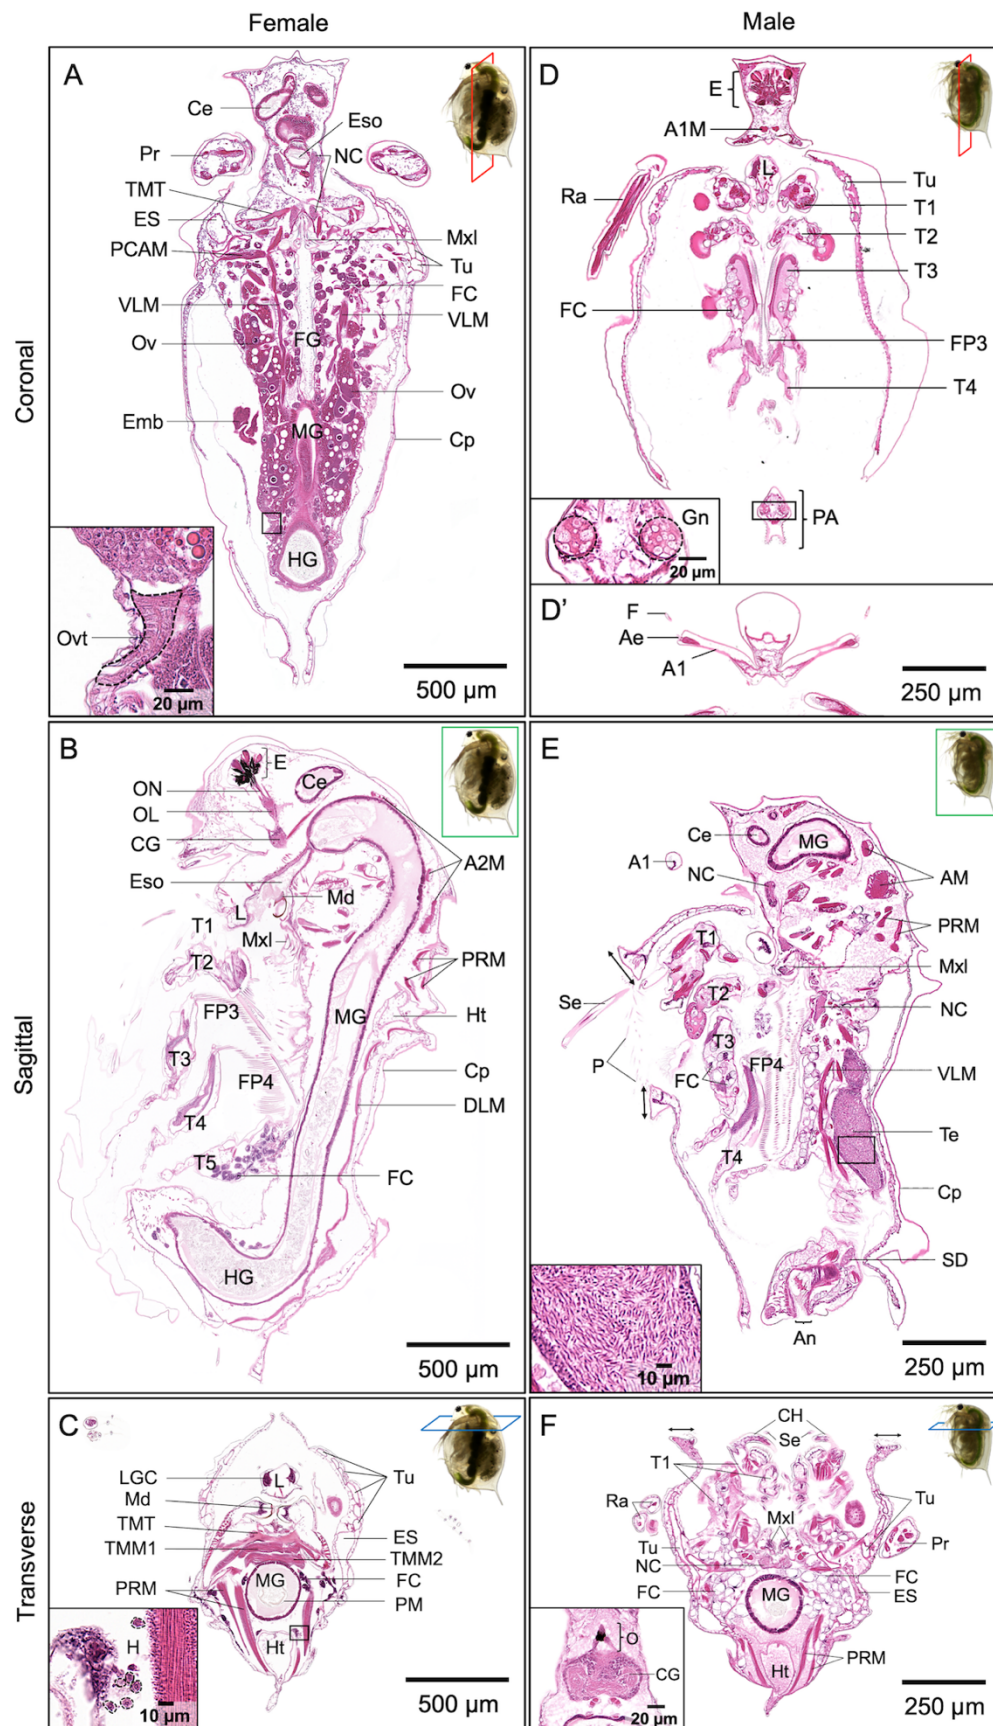 Female
Male
Coronal
A
Ce
Eso
Pr
NC
TMT
ES
PCAM
Mxl
Tu
FC
VLM
VLM
Ov
FG
Ov
Emb
MG
Cp
HG
Ovt
20 µm
500 µm
D
E
A1M
L
Tu
Ra
T1
T2
T3
FC
FP3
T4
Gn
PA
20 µm
D'
F
Ae
A1
250 µm
Sagittal
B
E
ON
Ce
OL
CG
A2M
Eso
Md
L
T1
Mxl
T2
PRM
FP3
MG
Ht
T3
FP4
Cp
T4
DLM
T5
FC
HG
500 µm
E
Ce
MG
A1
AM
NC
T1
PRM
Mxl
Se
T2
NC
T3
P
FC
FP4
VLM
Te
T4
Cp
SD
An
10 µm
250 µm
Transverse
C
LGC
L
Tu
Md
TMT
ES
TMM1
TMM2
MG
FC
PRM
PM
H
Ht
10 µm
500 µm
F
CH
Se
T1
Ra
Mxl
Tu
Tu
Pr
NC
FC
FC
MG
ES
O
CG
Ht
PRM
20 µm
250 µm